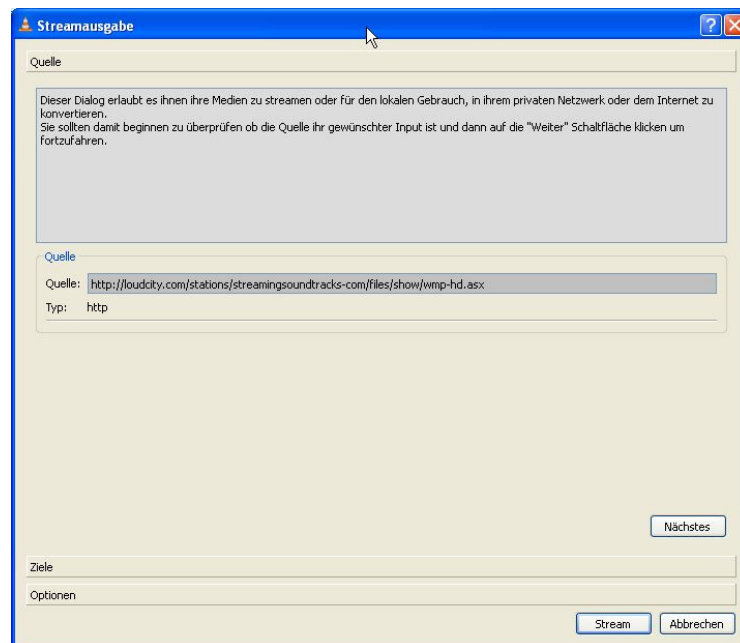 Streamausgabe
Quelle
Dieser Dialog erlaubt es ihnen ihre Medien zu streamen oder für den lokalen Gebrauch, in ihrem privaten Netzwerk oder dem Internet zu
konvertieren.
Sie sollten damit beginnen zu überprüfen ob die Quelle ihr gewünschter Input ist und dann auf die "Weiter" Schaltfläche klicken um
fortzufahren.
Quelle
Quelle: http://loudcity.com/stations/streamingsoundtracks-com/files/show/wmp-hd.asx
Typ: http
Nächstes
Ziele
Optionen
Stream Abbrechen